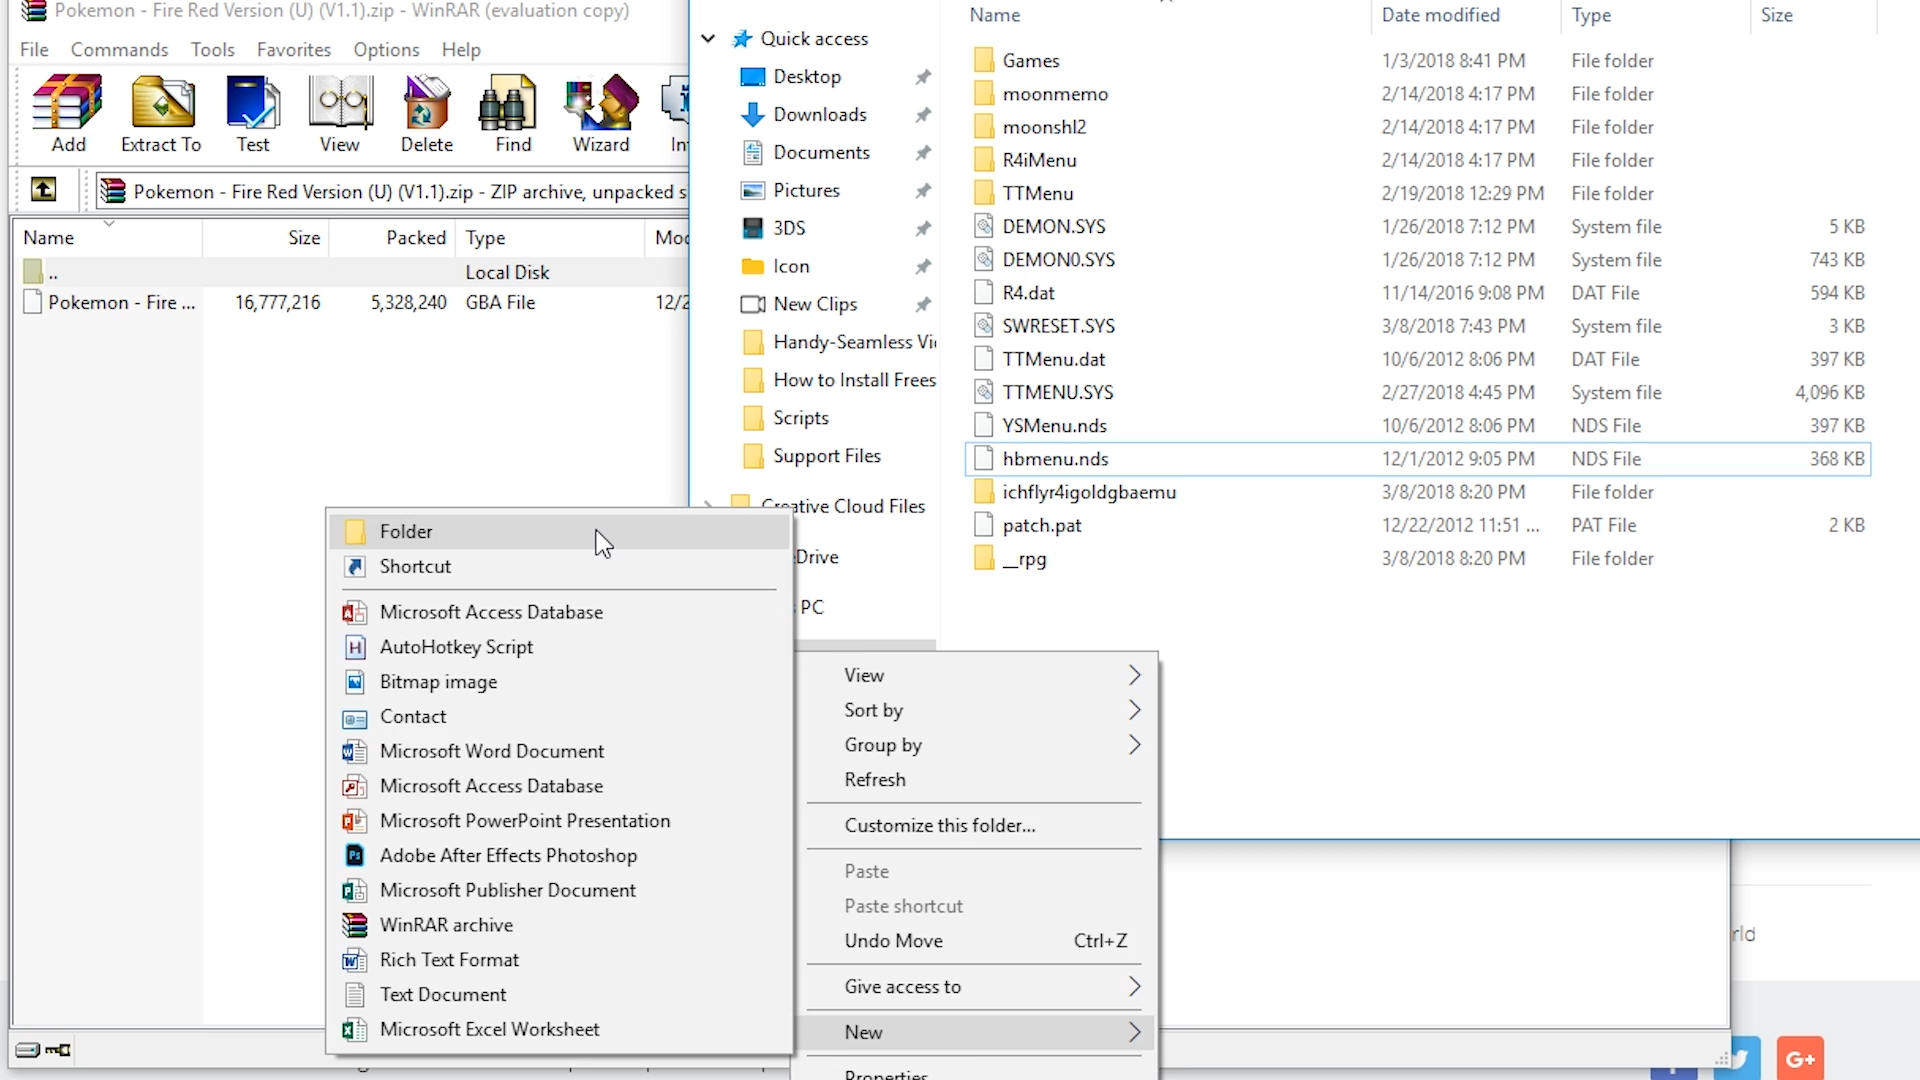 Pokemon - Fire Red Version (U) (V1.1).zip - WinRAR (evaluation copy)
File Commands Tools Favorites Options Help
Add Extract To Test View Delete Find Wizard
Pokemon - Fire Red Version (U) (V1.1).zip - ZIP archive, unpacked s
Name Size Packed Type
.. Local Disk
Pokemon - Fire ... 16,777,216 5,328,240 GBA File 12/2
Quick access
Desktop
Downloads
Documents
Pictures
3DS
Icon
New Clips
Handy-Seamless
How to Install Frees
Scripts
Support Files
Creative Cloud Files
eDrive
PC
Name Date modified Type Size
Games 1/3/2018 8:41 PM File folder
moonmemo 2/14/2018 4:17 PM File folder
moonshl2 2/14/2018 4:17 PM File folder
R4iMenu 2/14/2018 4:17 PM File folder
TTMenu 2/19/2018 12:29 PM File folder
DEMON.SYS 1/26/2018 7:12 PM System file 5 KB
DEMON0.SYS 1/26/2018 7:12 PM System file 743 KB
R4.dat 11/14/2016 9:08 PM DAT File 594 KB
SWRESET.SYS 3/8/2018 7:43 PM System file 3 KB
TTMenu.dat 10/6/2012 8:06 PM DAT File 397 KB
TTMENU.SYS 2/27/2018 4:45 PM System file 4,096 KB
YSMenu.nds 10/6/2012 8:06 PM NDS File 397 KB
hbmenu.nds 12/1/2012 9:05 PM NDS File 368 KB
ichflyr4igoldgbaemu 3/8/2018 8:20 PM File folder
patch.pat 12/22/2012 11:51 ... PAT File 2 KB
__rpg 3/8/2018 8:20 PM File folder
Folder
Shortcut
Microsoft Access Database
AutoHotkey Script
Bitmap image
Contact
Microsoft Word Document
Microsoft Access Database
Microsoft PowerPoint Presentation
Adobe After Effects Photoshop
Microsoft Publisher Document
WinRAR archive
Rich Text Format
Text Document
Microsoft Excel Worksheet
View
Sort by
Group by
Refresh
Customize this folder...
Paste
Paste shortcut
Undo Move Ctrl+Z
Give access to
New
Properties
rld
G+